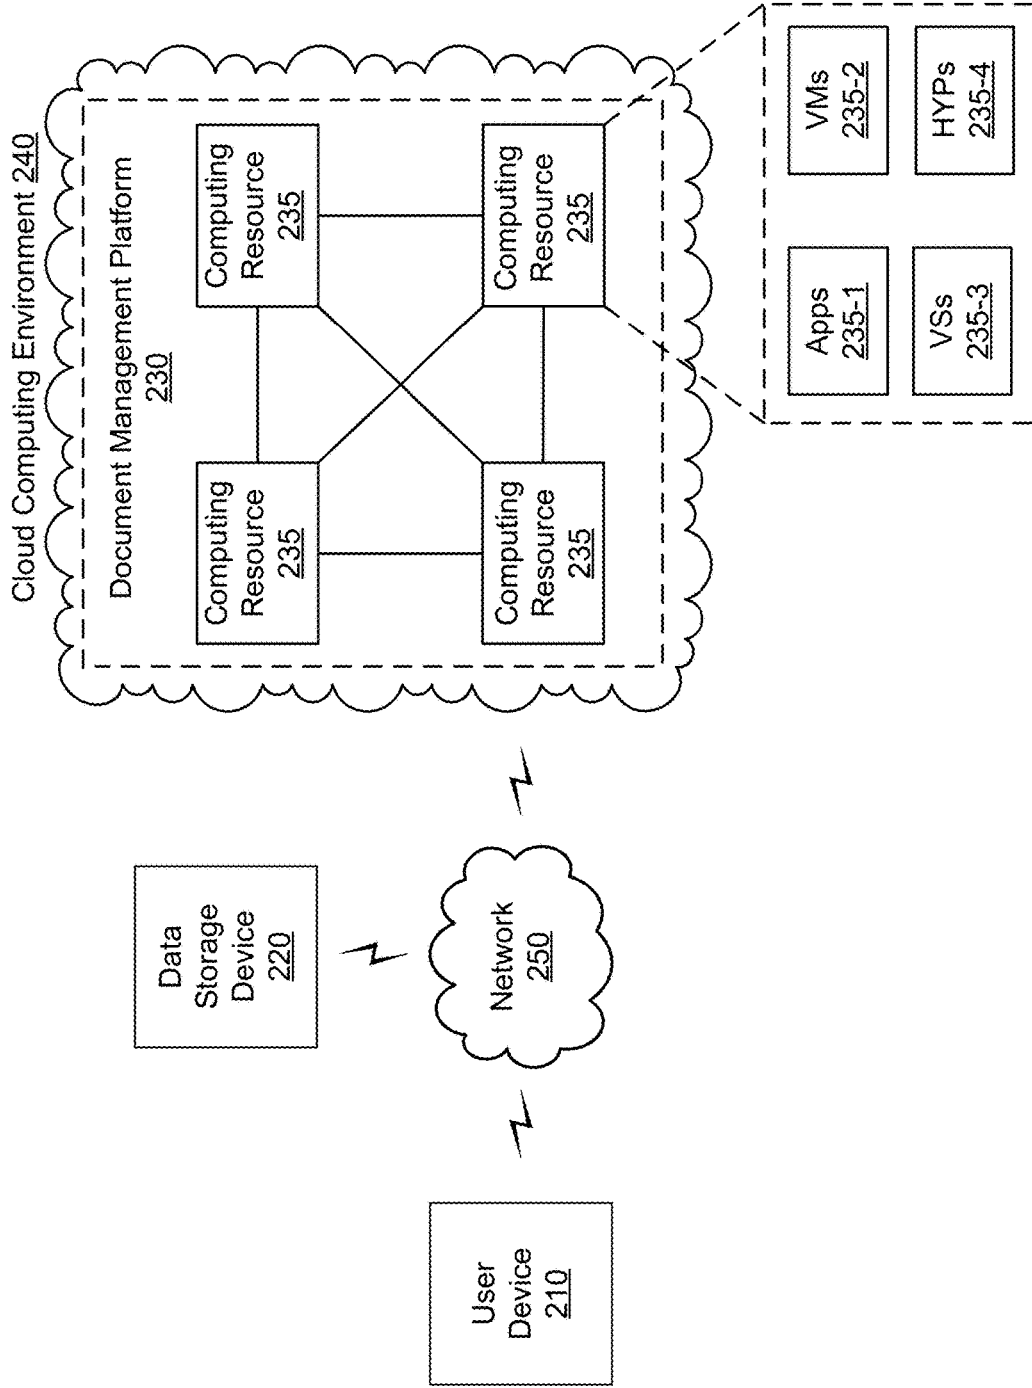 Cloud Computing Environment 240
Document Management Platform
230
Computing
Resource
235
Computing
Resource
235
Computing
Resource
235
Computing
Resource
235
Data
Storage
Device
220
Network
250
User
Device
210
Apps
235-1
VMs
235-2
VSs
235-3
HYPs
235-4